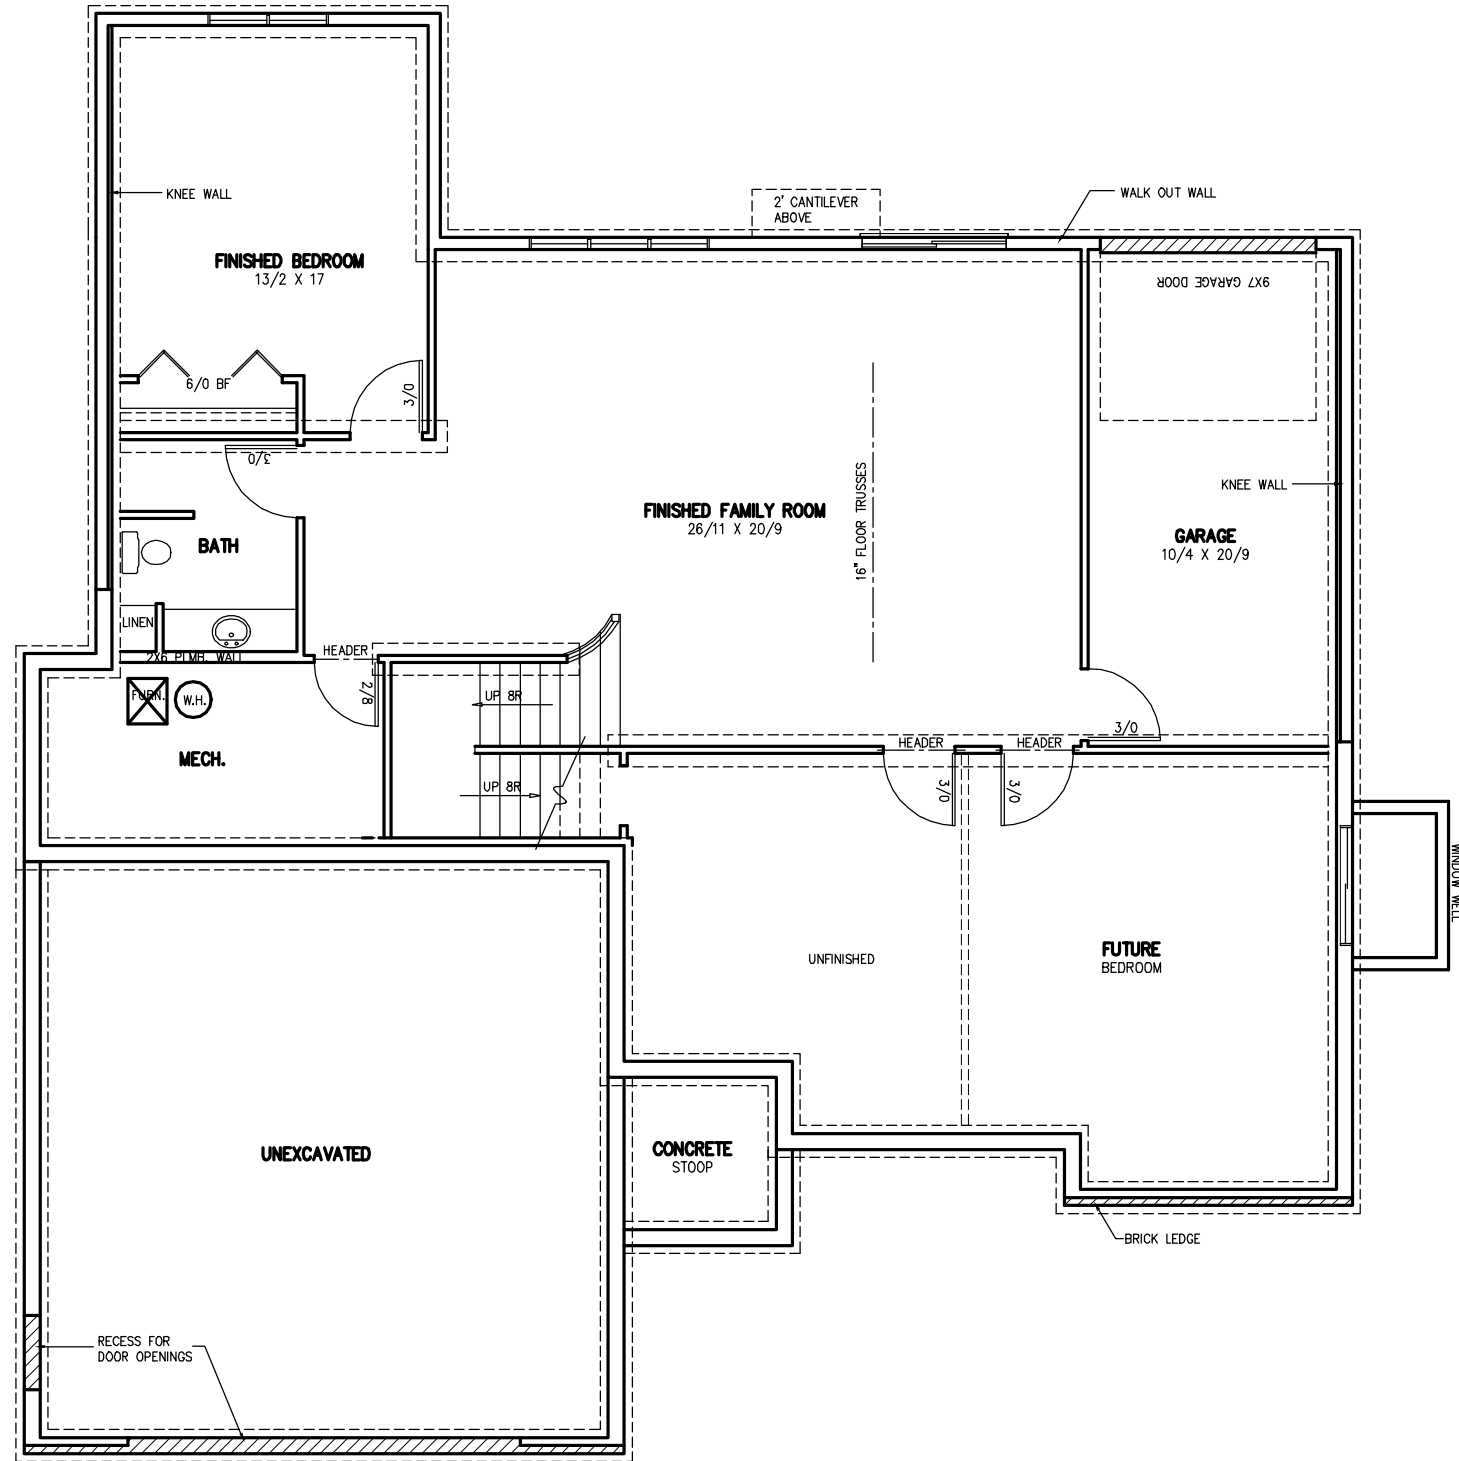 KNEE WALL
2' CANTILEVER
ABOVE
WALK OUT WALL
FINISHED BEDROOM
13/2 X 17
9X7 GARAGE DOOR
6/0 BF
3/0
3/0
16" FLOOR TRUSSES
KNEE WALL
FINISHED FAMILY ROOM
26/11 X 20/9
GARAGE
10/4 X 20/9
BATH
LINEN
2X6 PLMB. WALL
HEADER
2/8
FURN.
W.H.
UP 8R
MECH.
UP 8R
HEADER
HEADER
3/0
3/0
3/0
WINDOW WELL
UNFINISHED
FUTURE
BEDROOM
UNEXCAVATED
CONCRETE
STOOP
BRICK LEDGE
RECESS FOR
DOOR OPENINGS